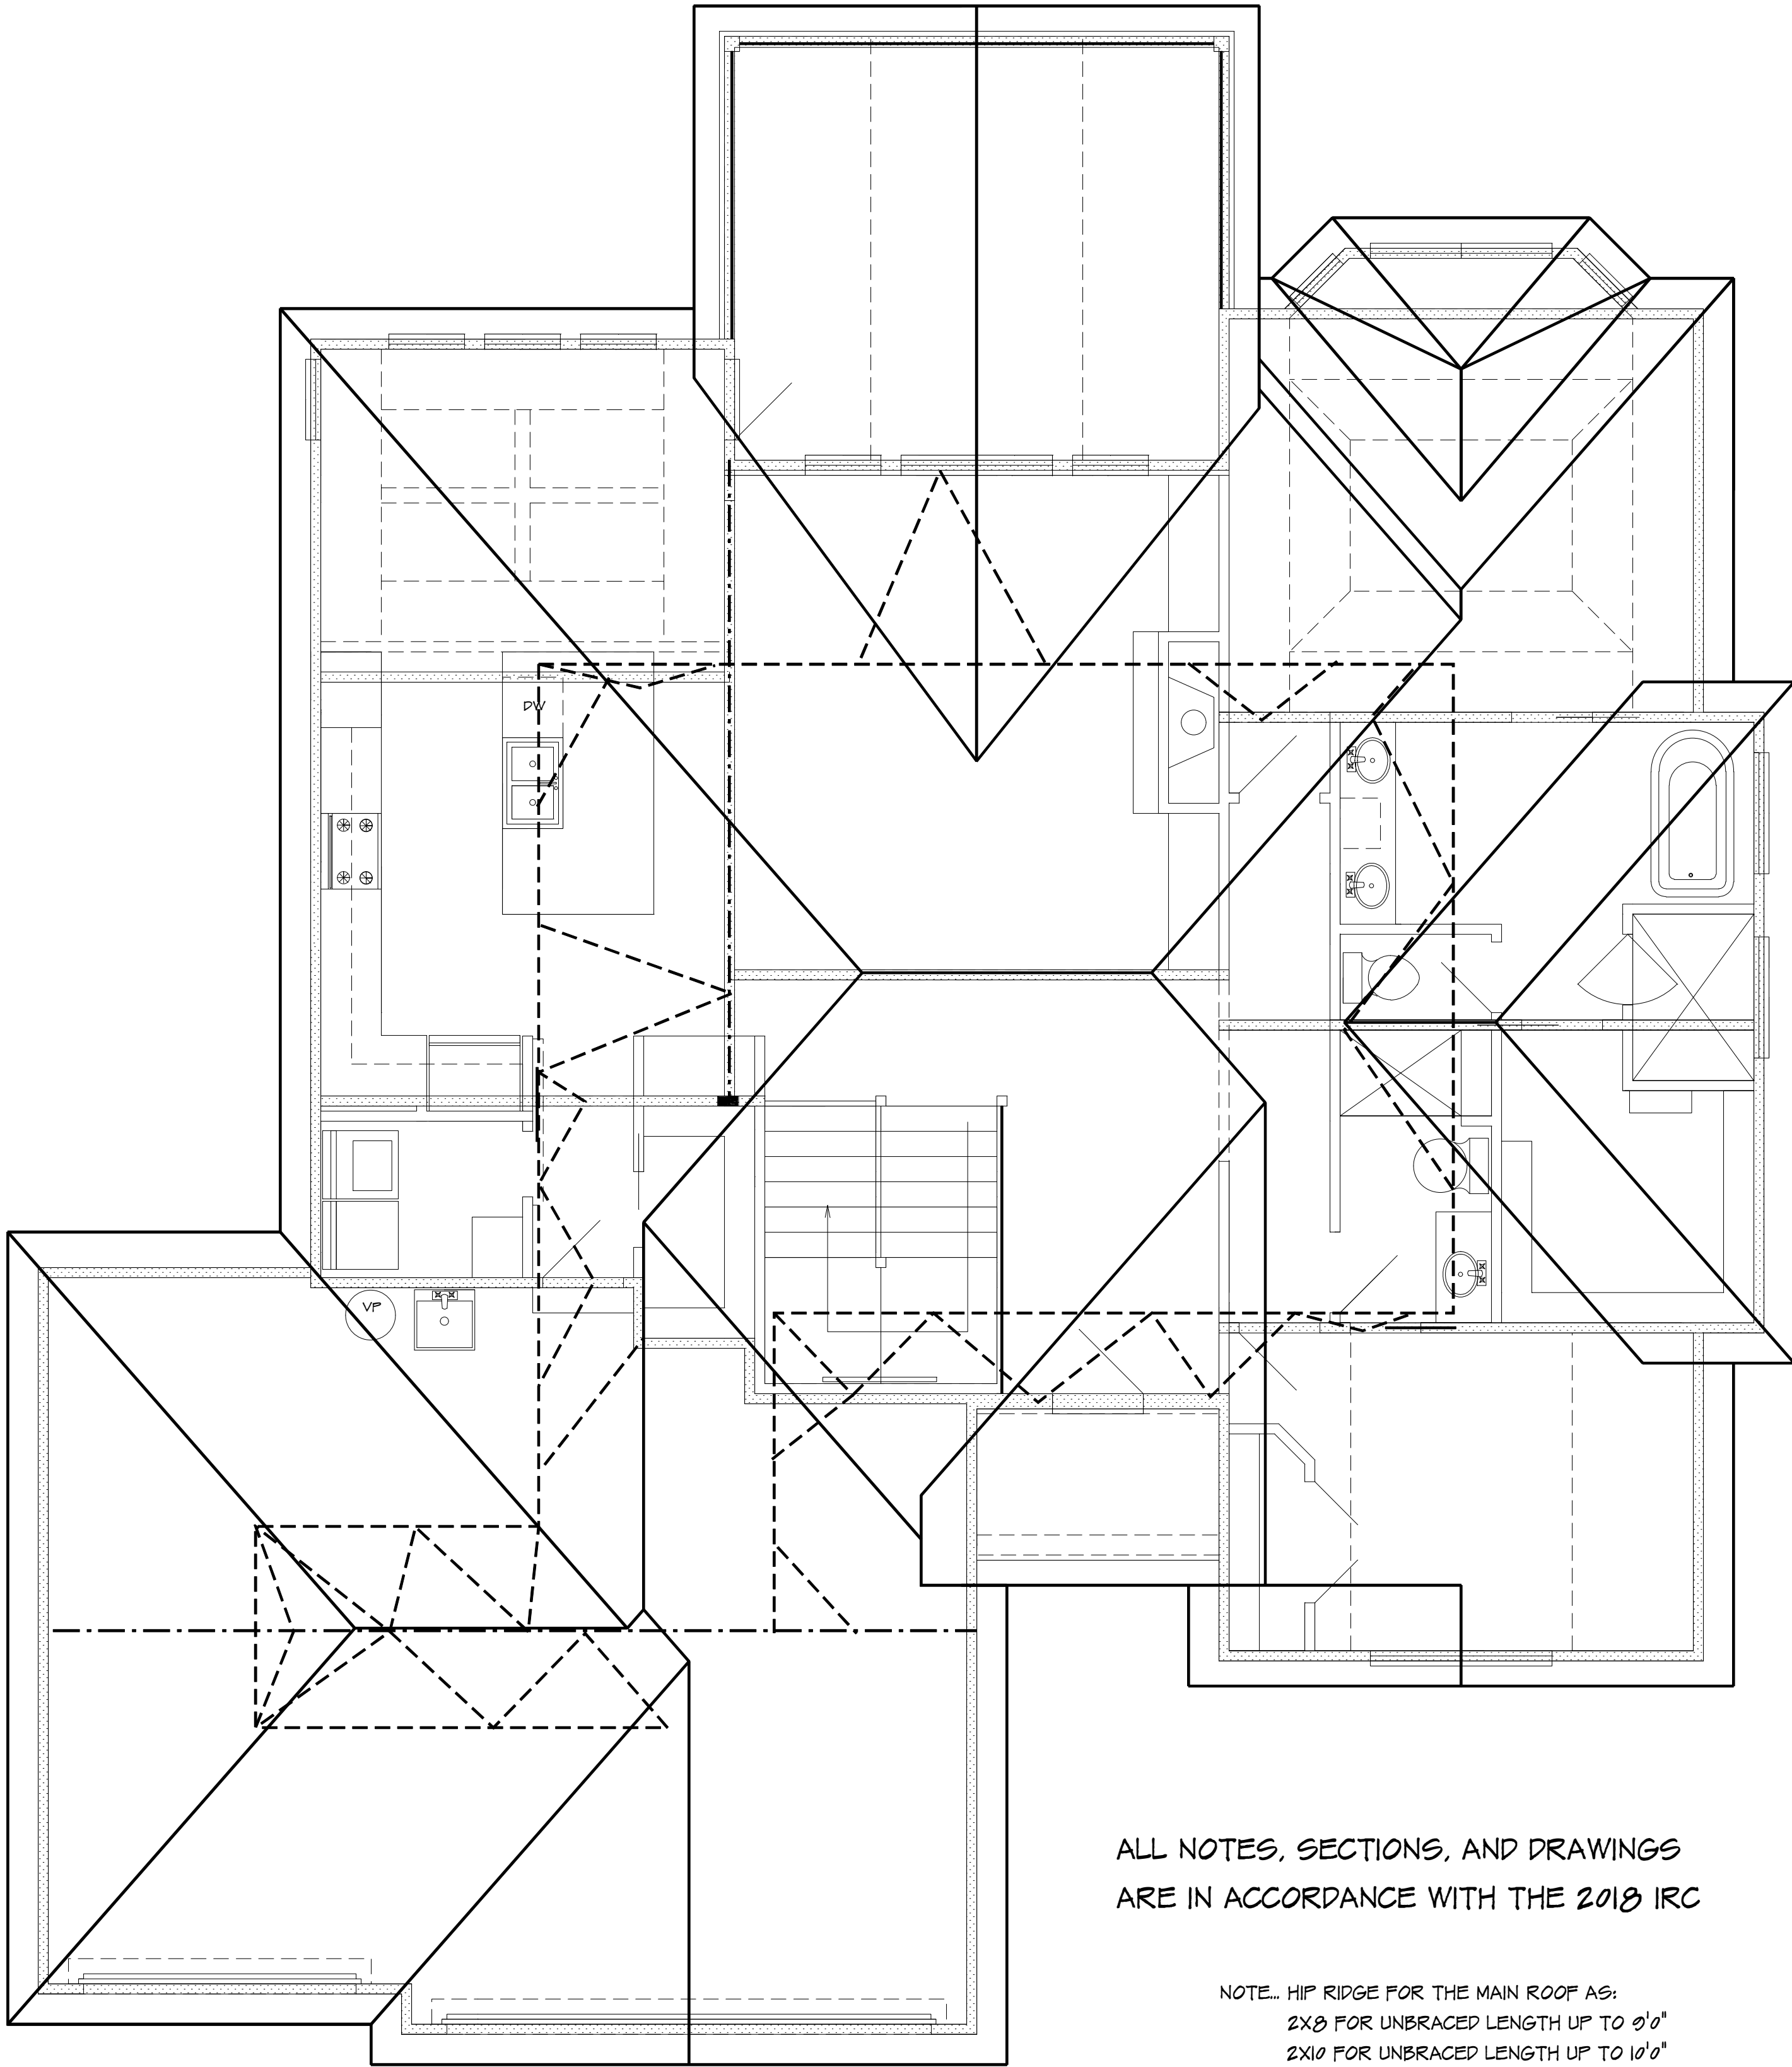 DW
VP
ALL NOTES, SECTIONS, AND DRAWINGS
ARE IN ACCORDANCE WITH THE 2018 IRC
NOTE... HIP RIDGE FOR THE MAIN ROOF AS:
2X8 FOR UNBRACED LENGTH UP TO 9'0"
2X10 FOR UNBRACED LENGTH UP TO 10'0"